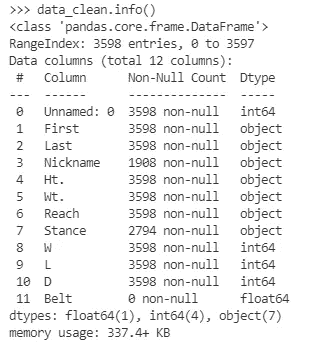 >>> data_clean.info()
<class 'pandas.core.frame.DataFrame'>
RangeIndex: 3598 entries, 0 to 3597
Data columns (total 12 columns):
 #   Column      Non-Null Count  Dtype
---  ------      --------------  -----
 0   Unnamed: 0  3598 non-null   int64
 1   First       3598 non-null   object
 2   Last        3598 non-null   object
 3   Nickname    1908 non-null   object
 4   Ht.         3598 non-null   object
 5   Wt.         3598 non-null   object
 6   Reach       3598 non-null   object
 7   Stance      2794 non-null   object
 8   W           3598 non-null   int64
 9   L           3598 non-null   int64
 10  D           3598 non-null   int64
 11  Belt        0 non-null      float64
dtypes: float64(1), int64(4), object(7)
memory usage: 337.4+ KB